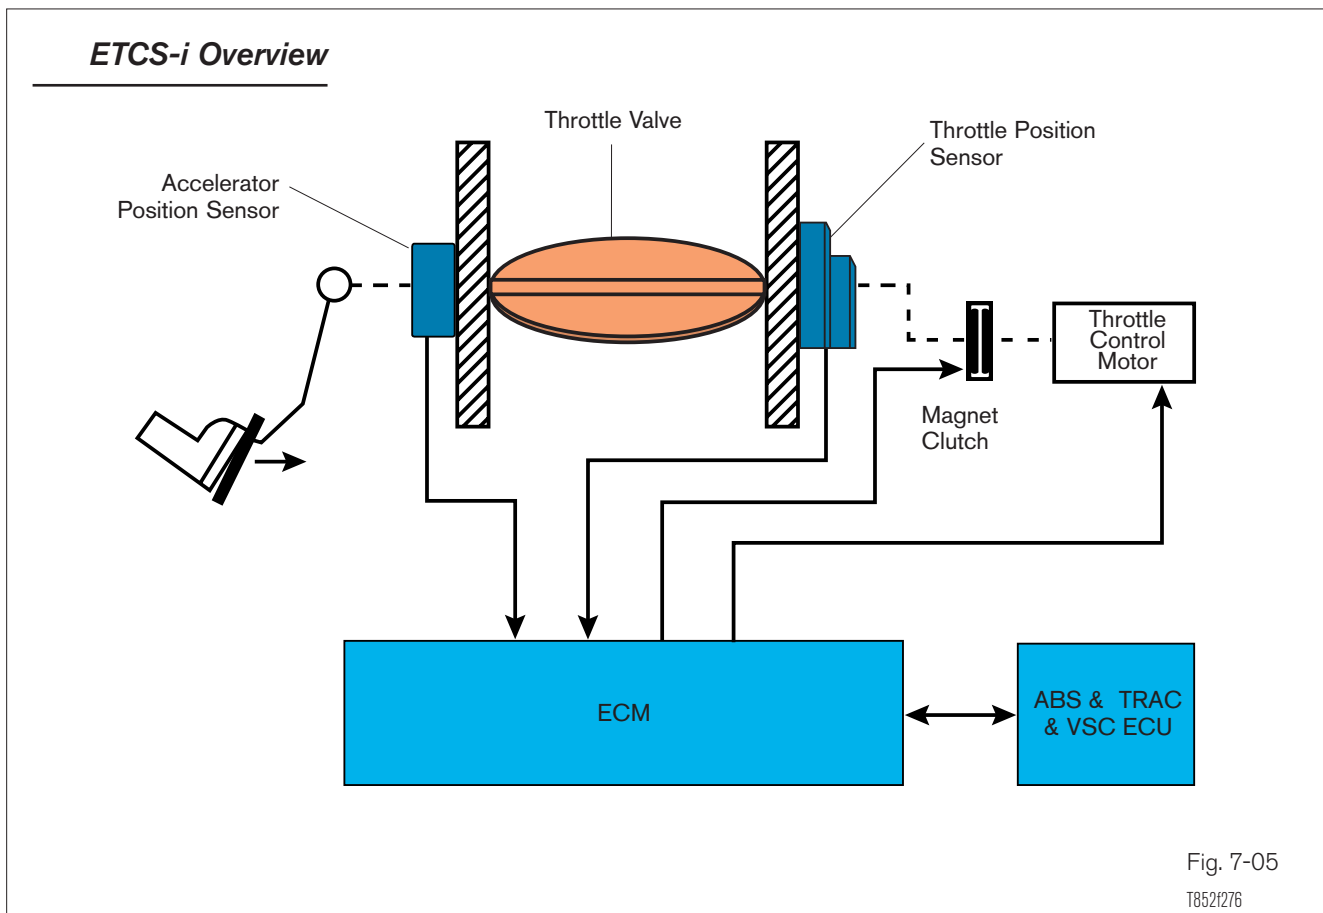 ETCS-i Overview
Throttle Valve
Throttle Position
Sensor
Accelerator
Position Sensor
Throttle
Control
Motor
Magnet
Clutch
ECM
ABS & TRAC
& VSC ECU
Fig. 7-05
T852f276